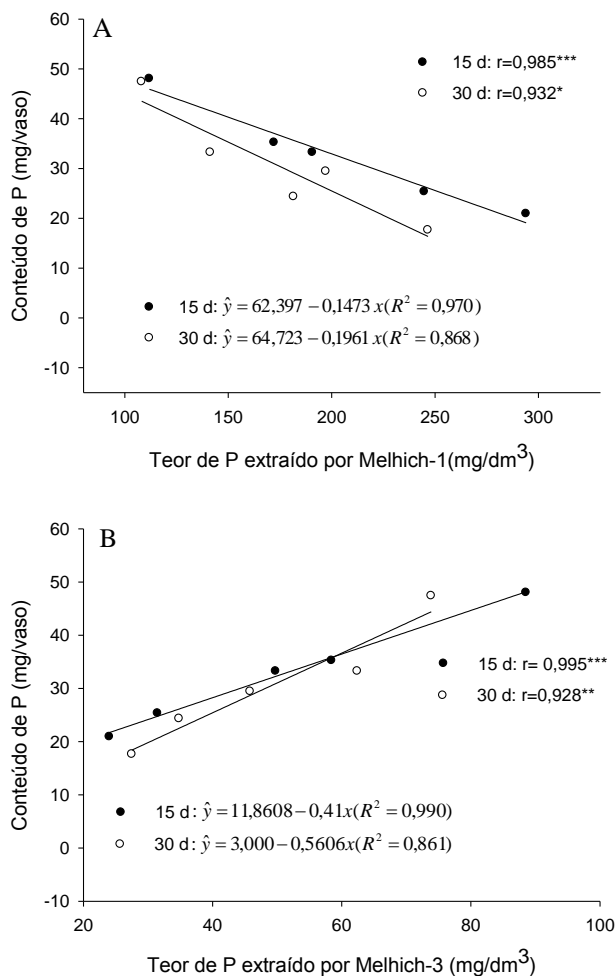 A
60
50
40
30
20
10
0
-10
Conteúdo de P (mg/vaso)
15 d: r=0,985***
30 d: r=0,932*
15 d: ŷ = 62,397 − 0,1473 x(R² = 0,970)
30 d: ŷ = 64,723 − 0,1961 x(R² = 0,868)
100 150 200 250 300
Teor de P extraído por Melhich-1(mg/dm³)
B
60
50
40
30
20
10
0
-10
Conteúdo de P (mg/vaso)
15 d: r= 0,995***
30 d: r=0,928**
15 d: ŷ = 11,8608 − 0,41x(R² = 0,990)
30 d: ŷ = 3,000 − 0,5606x(R² = 0,861)
20 40 60 80 100
Teor de P extraído por Melhich-3 (mg/dm³)